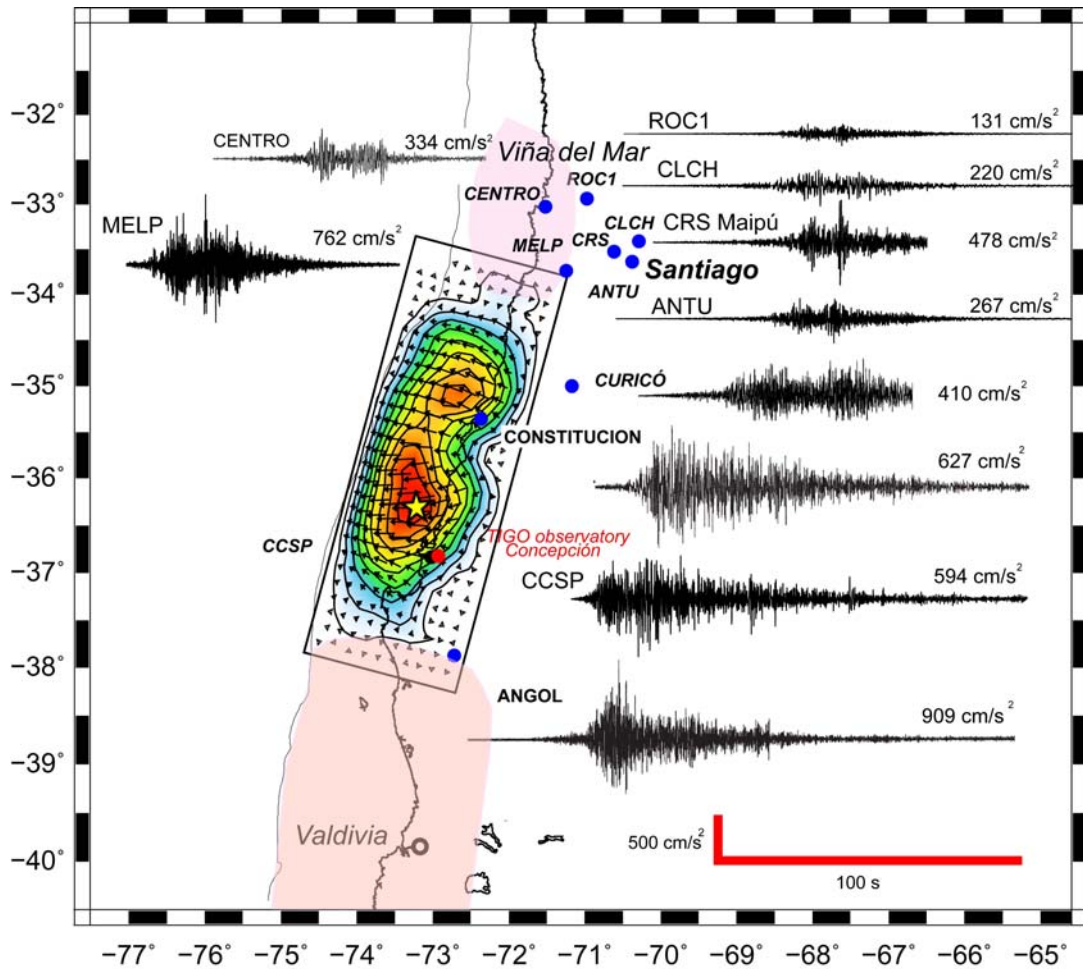 −32°
−33°
−34°
−35°
−36°
−37°
−38°
−39°
−40°
CENTRO
334 cm/s²
MELP
762 cm/s²
Viña del Mar
CENTRO
ROC1
MELP
CRS
CLCH
Santiago
ANTU
CURICÓ
CONSTITUCION
CCSP
TIGO observatory
Concepción
ANGOL
Valdivia
ROC1
131 cm/s²
CLCH
220 cm/s²
CRS Maipú
478 cm/s²
ANTU
267 cm/s²
410 cm/s²
627 cm/s²
CCSP
594 cm/s²
909 cm/s²
500 cm/s²
100 s
−77° −76° −75° −74° −73° −72° −71° −70° −69° −68° −67° −66° −65°